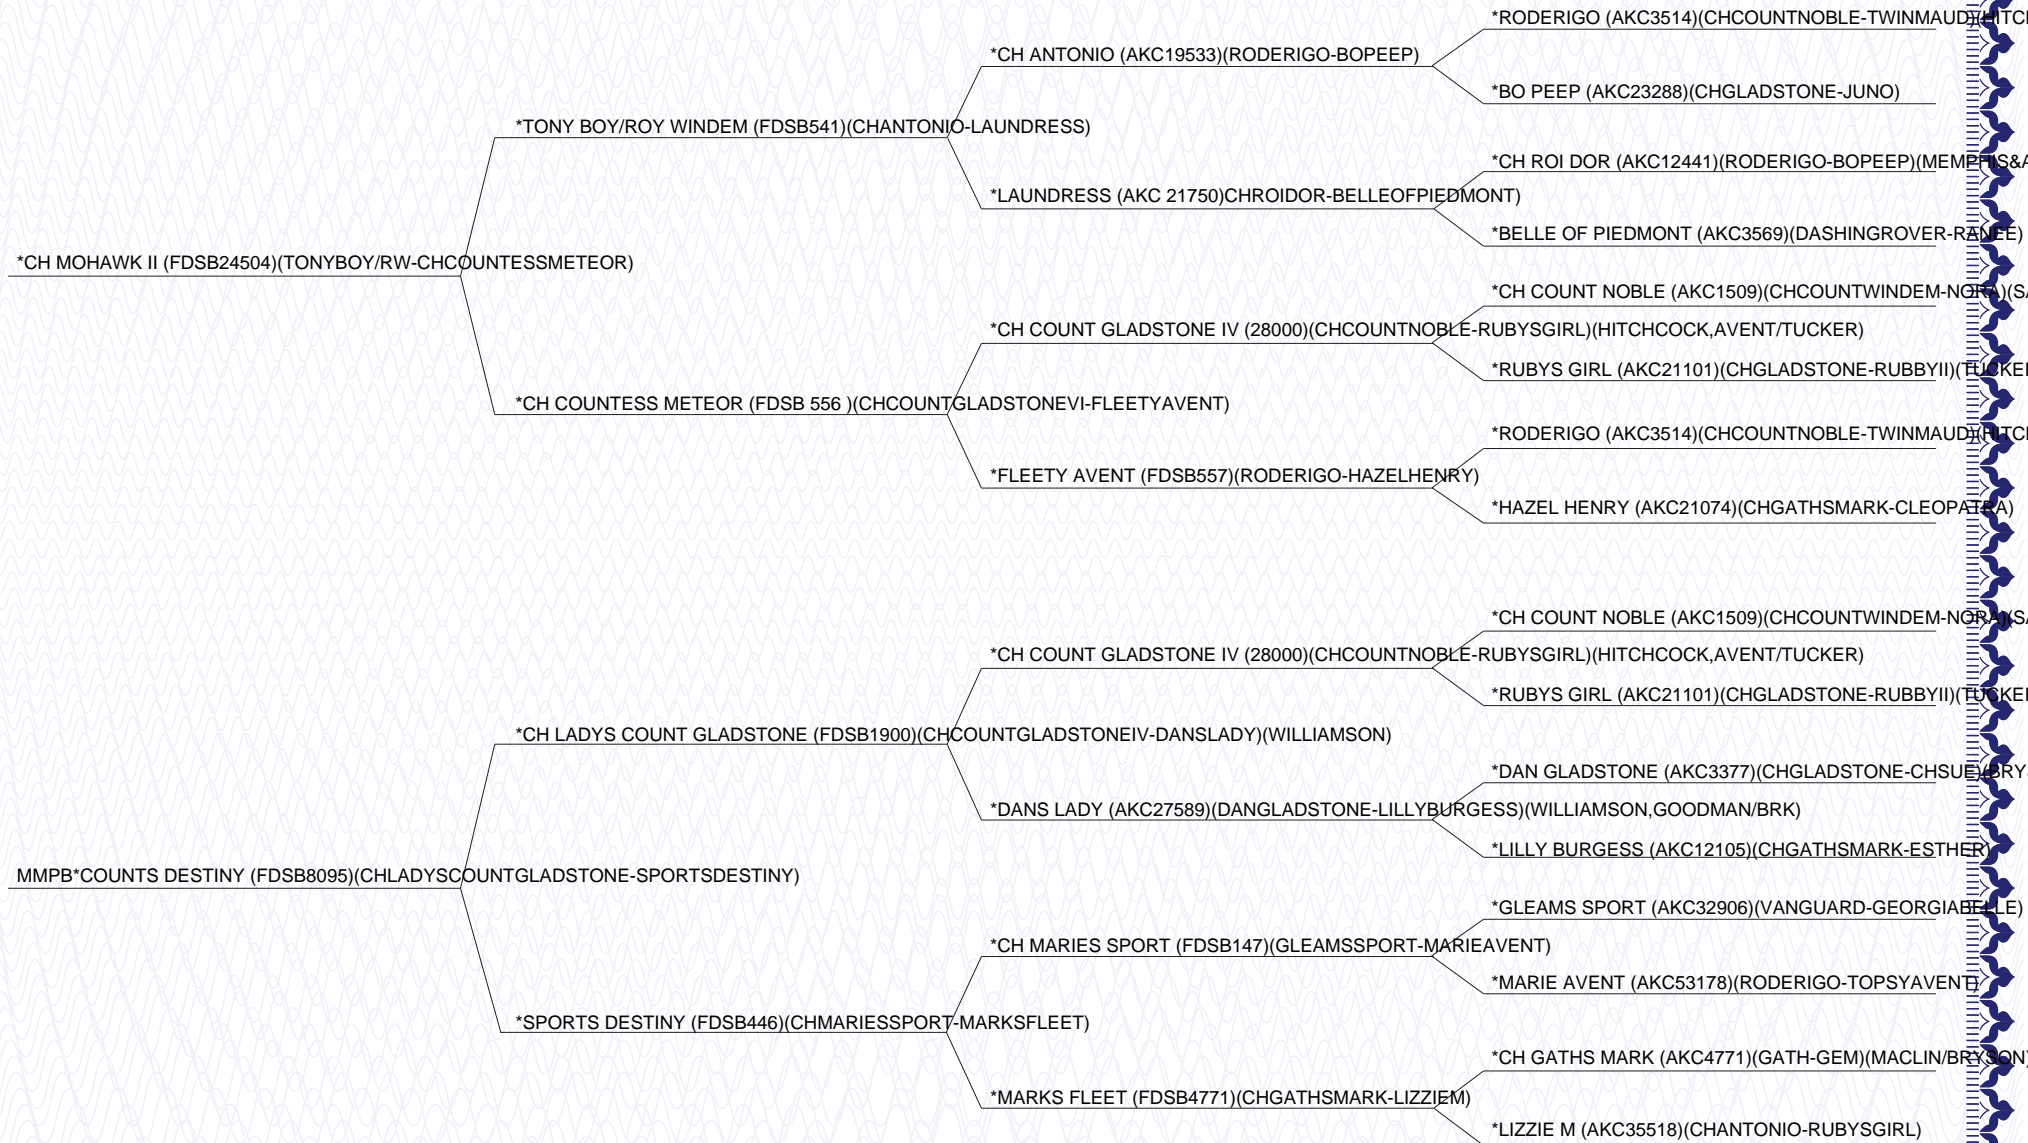 *RODERIGO (AKC3514)(CHCOUNTNOBLE-TWINMAUD)
*CH ANTONIO (AKC19533)(RODERIGO-BOPEEP)
*BO PEEP (AKC23288)(CHGLADSTONE-JUNO)
*TONY BOY/ROY WINDEM (FDSB541)(CHANTONIO-LAUNDRESS)
*CH ROI DOR (AKC12441)(RODERIGO-BOPEEP)(MEMPHIS&A
*LAUNDRESS (AKC 21750)CHROIDOR-BELLEOFPIEDMONT)
*BELLE OF PIEDMONT (AKC3569)(DASHINGROVER-RANEE)
*CH MOHAWK II (FDSB24504)(TONYBOY/RW-CHCOUNTESSMETEOR)
*CH COUNT NOBLE (AKC1509)(CHCOUNTWINDEM-NORA)(SA
*CH COUNT GLADSTONE IV (28000)(CHCOUNTNOBLE-RUBYSGIRL)(HITCHCOCK,AVENT/TUCKER)
*RUBYS GIRL (AKC21101)(CHGLADSTONE-RUBBYII)(TUCKE
*CH COUNTESS METEOR (FDSB 556 )(CHCOUNTGLADSTONEVI-FLEETYAVENT)
*RODERIGO (AKC3514)(CHCOUNTNOBLE-TWINMAUD)
*FLEETY AVENT (FDSB557)(RODERIGO-HAZELHENRY)
*HAZEL HENRY (AKC21074)(CHGATHSMARK-CLEOPATRA)
*CH COUNT NOBLE (AKC1509)(CHCOUNTWINDEM-NORA)(SA
*CH COUNT GLADSTONE IV (28000)(CHCOUNTNOBLE-RUBYSGIRL)(HITCHCOCK,AVENT/TUCKER)
*RUBYS GIRL (AKC21101)(CHGLADSTONE-RUBBYII)(TUCKE
*CH LADYS COUNT GLADSTONE (FDSB1900)(CHCOUNTGLADSTONEIV-DANSLADY)(WILLIAMSON)
*DAN GLADSTONE (AKC3377)(CHGLADSTONE-CHSUE)(BRY
*DANS LADY (AKC27589)(DANGLADSTONE-LILLYBURGESS)(WILLIAMSON,GOODMAN/BRK)
*LILLY BURGESS (AKC12105)(CHGATHSMARK-ESTHER)
MMPB*COUNTS DESTINY (FDSB8095)(CHLADYSCOUNTGLADSTONE-SPORTSDESTINY)
*GLEAMS SPORT (AKC32906)(VANGUARD-GEORGIABELLE)
*CH MARIES SPORT (FDSB147)(GLEAMSSPORT-MARIEAVENT)
*MARIE AVENT (AKC53178)(RODERIGO-TOPSYAVENT)
*SPORTS DESTINY (FDSB446)(CHMARIESSPORT-MARKSFLEET)
*CH GATHS MARK (AKC4771)(GATH-GEM)(MACLIN/BRYSON)
*MARKS FLEET (FDSB4771)(CHGATHSMARK-LIZZIEM)
*LIZZIE M (AKC35518)(CHANTONIO-RUBYSGIRL)